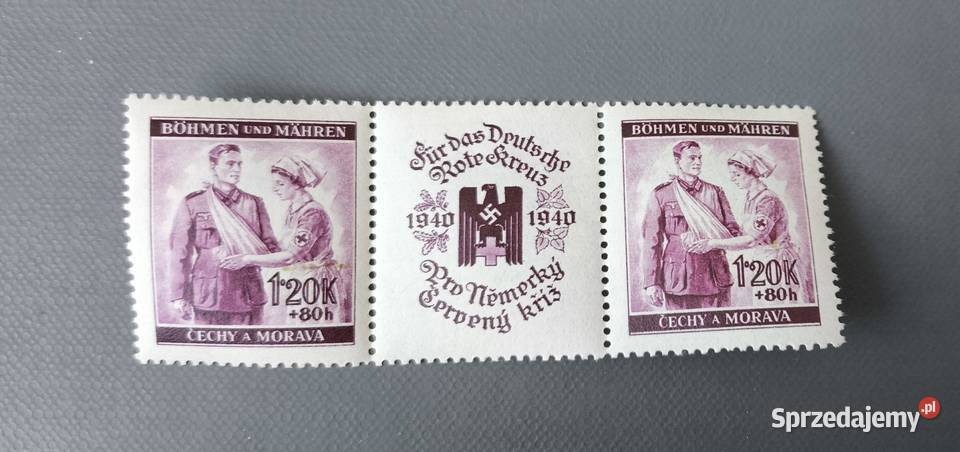 BÖHMEN UND MÄHREN
1·20K
+80h
ČECHY A MORAVA
Für das Deutsche
Rote Kreuz
1940 1940
Pro Německý
Červený kříž
BÖHMEN UND MÄHREN
1·20K
+80h
ČECHY A MORAVA
Sprzedajemy.pl